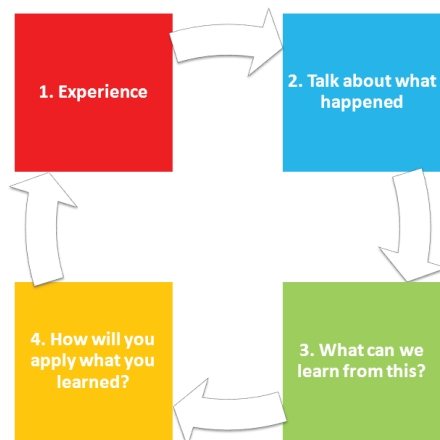 1. Experience
2. Talk about what
happened
3. What can we
learn from this?
4. How will you
apply what you
learned?